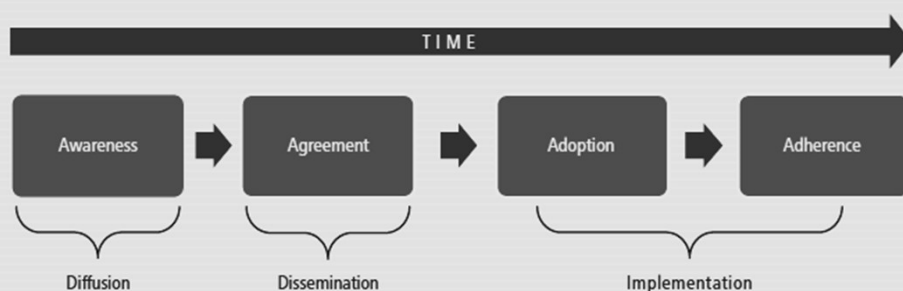 TIME
Awareness
Agreement
Adoption
Adherence
Diffusion
Dissemination
Implementation